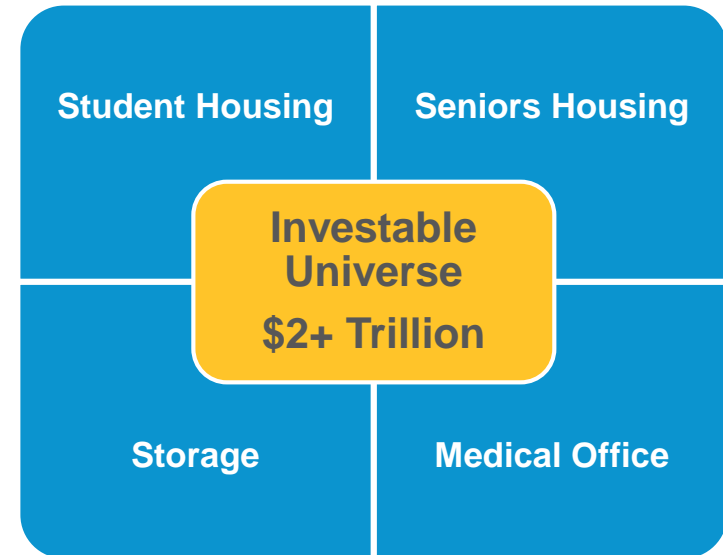 Student Housing
Seniors Housing
Investable
Universe
$2+ Trillion
Storage
Medical Office